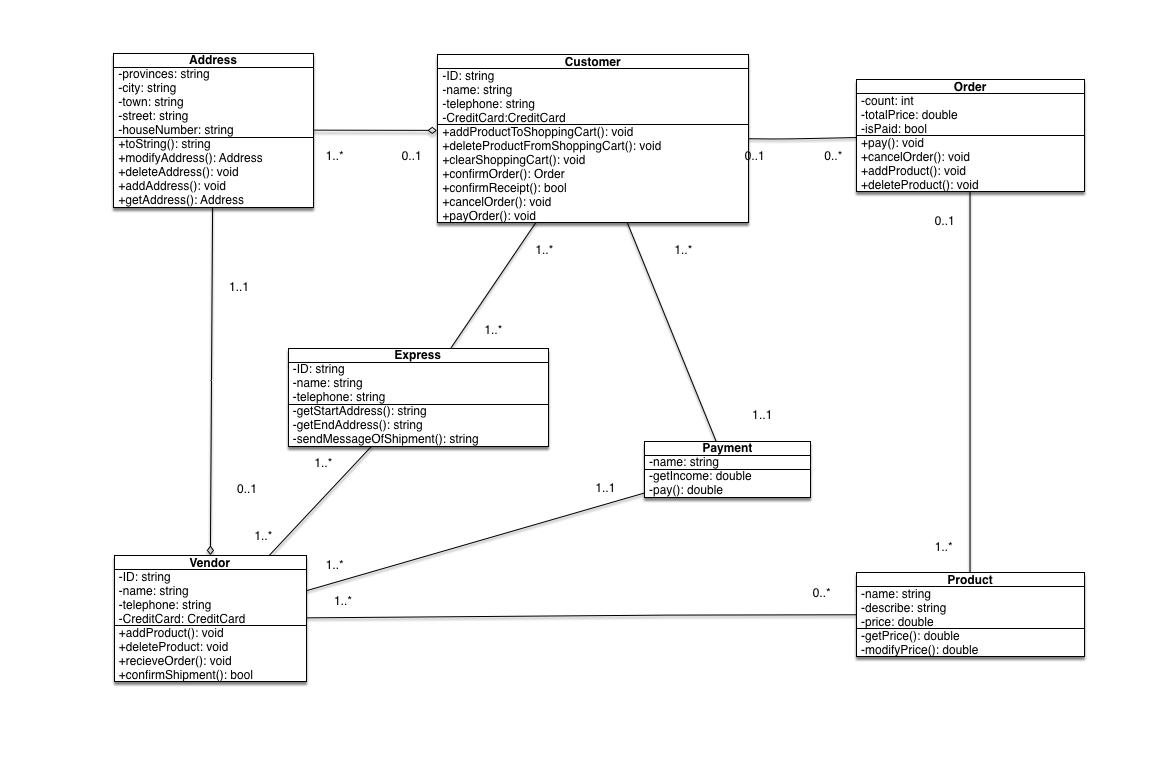 Address
-provinces: string
-city: string
-town: string
-street: string
-houseNumber: string
+toString(): string
+modifyAddress(): Address
+deleteAddress(): void
+addAddress(): void
+getAddress(): Address
Customer
-ID: string
-name: string
-telephone: string
-CreditCard:CreditCard
+addProductToShoppingCart(): void
+deleteProductFromShoppingCart(): void
+clearShoppingCart(): void
+confirmOrder(): Order
+confirmReceipt(): bool
+cancelOrder(): void
+payOrder(): void
Order
-count: int
-totalPrice: double
-isPaid: bool
+pay(): void
+cancelOrder(): void
+addProduct(): void
+deleteProduct(): void
1..*
0..1
0..1
0..*
0..1
1..*
1..*
1..1
1..*
Express
-ID: string
-name: string
-telephone: string
-getStartAddress(): string
-getEndAddress(): string
-sendMessageOfShipment(): string
1..1
Payment
-name: string
-getIncome: double
-pay(): double
1..*
0..1
1..1
1..*
1..*
1..*
Vendor
-ID: string
-name: string
-telephone: string
-CreditCard: CreditCard
+addProduct(): void
+deleteProduct: void
+recieveOrder(): void
+confirmShipment(): bool
1..*
0..*
Product
-name: string
-describe: string
-price: double
-getPrice(): double
-modifyPrice(): double